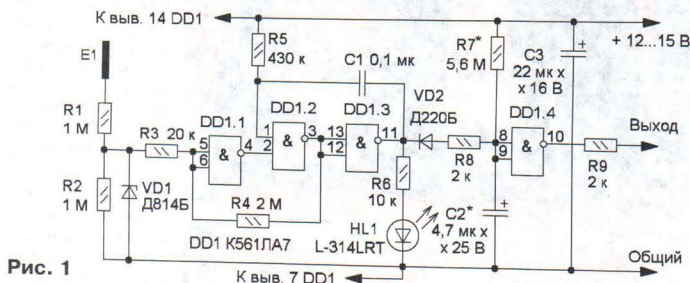 К выв. 14 DD1
+ 12...15 В
E1
R5
430 к
C1 0,1 мк
R7*
5,6 М
C3
22 мк х
х 16 В
R1
1 М
R3 20 к
DD1.1
DD1.2
DD1.3
VD2
Д220Б
DD1.4
Выход
5
6
&
4
1
2
&
3
13
12
&
11
8
9
&
10
R2
1 М
VD1
Д814Б
R4 2 М
R6
10 к
R8
2 к
R9
2 к
DD1 К561ЛА7
HL1
L-314LRT
C2*
4,7 мк х
х 25 В
+
+
Общий
Рис. 1
К выв. 7 DD1